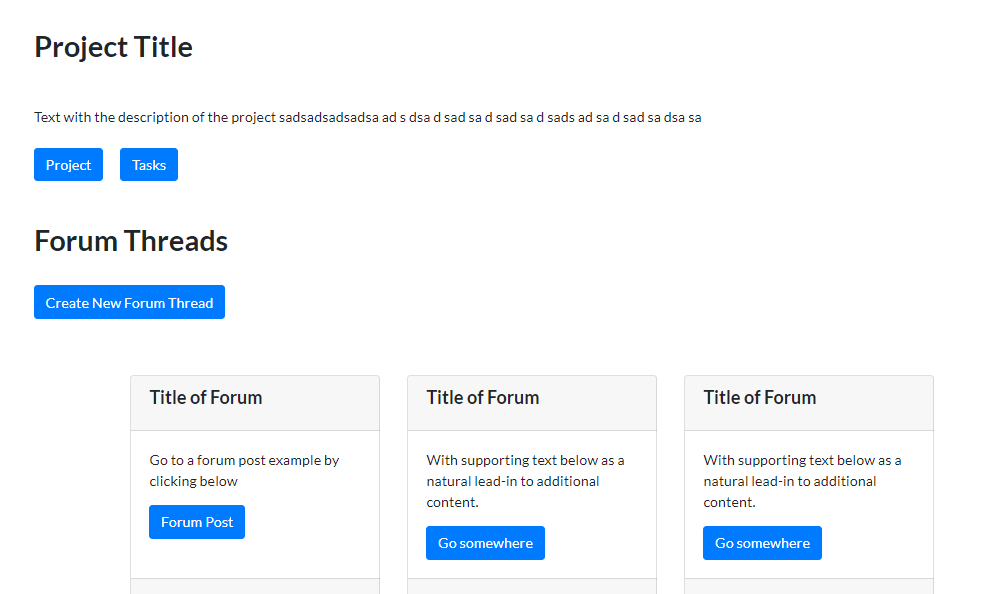 Project Title
Text with the description of the project sadsadsadsadsa ad s dsa d sad sa d sad sa d sads ad sa d sad sa dsa sa
Project Tasks
Forum Threads
Create New Forum Thread
Title of Forum
Go to a forum post example by
clicking below
Forum Post
Title of Forum
With supporting text below as a
natural lead-in to additional
content.
Go somewhere
Title of Forum
With supporting text below as a
natural lead-in to additional
content.
Go somewhere